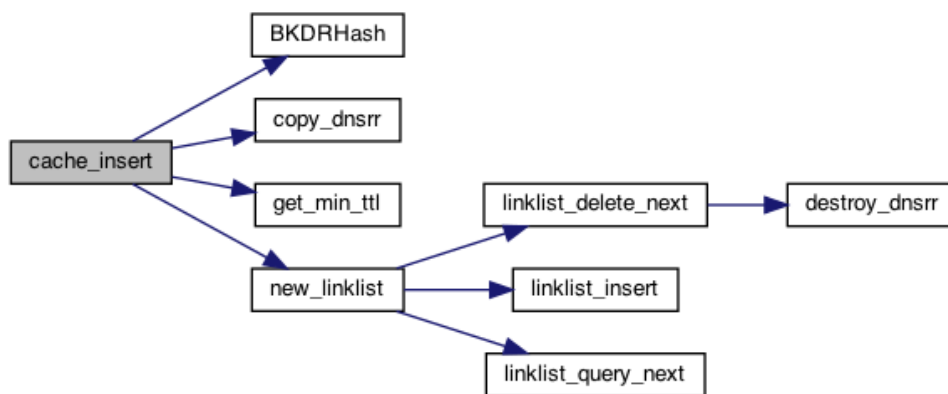 BKDRHash
copy_dnsrr
cache_insert
get_min_ttl
linklist_delete_next
destroy_dnsrr
new_linklist
linklist_insert
linklist_query_next